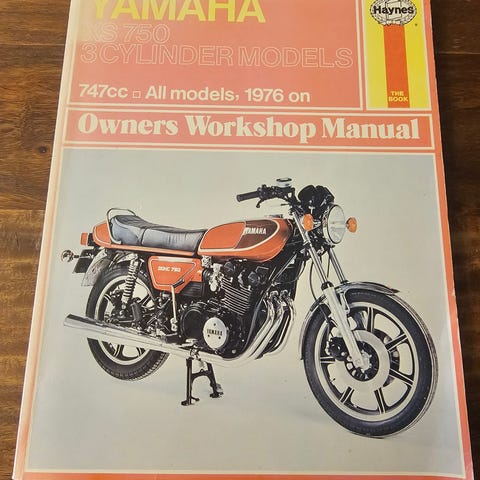 YAMAHA
XS 750
3 CYLINDER MODELS
747cc □ All models, 1976 on
Owners Workshop Manual
Haynes
THE
BOOK
YAMAHA
DOHC 750
YAMAHA